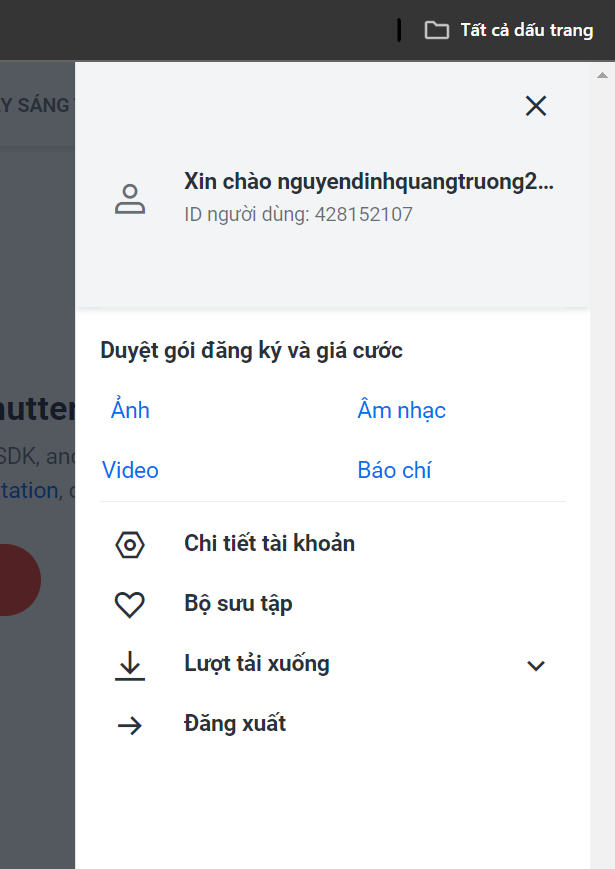 Tất cả dấu trang
Y SÁNG
Xin chào nguyendinhquangtruong2...
ID người dùng: 428152107
Duyệt gói đăng ký và giá cước
Ảnh
Âm nhạc
Video
Báo chí
hutter
SDK, and
tation,
Chi tiết tài khoản
Bộ sưu tập
Lượt tải xuống
Đăng xuất